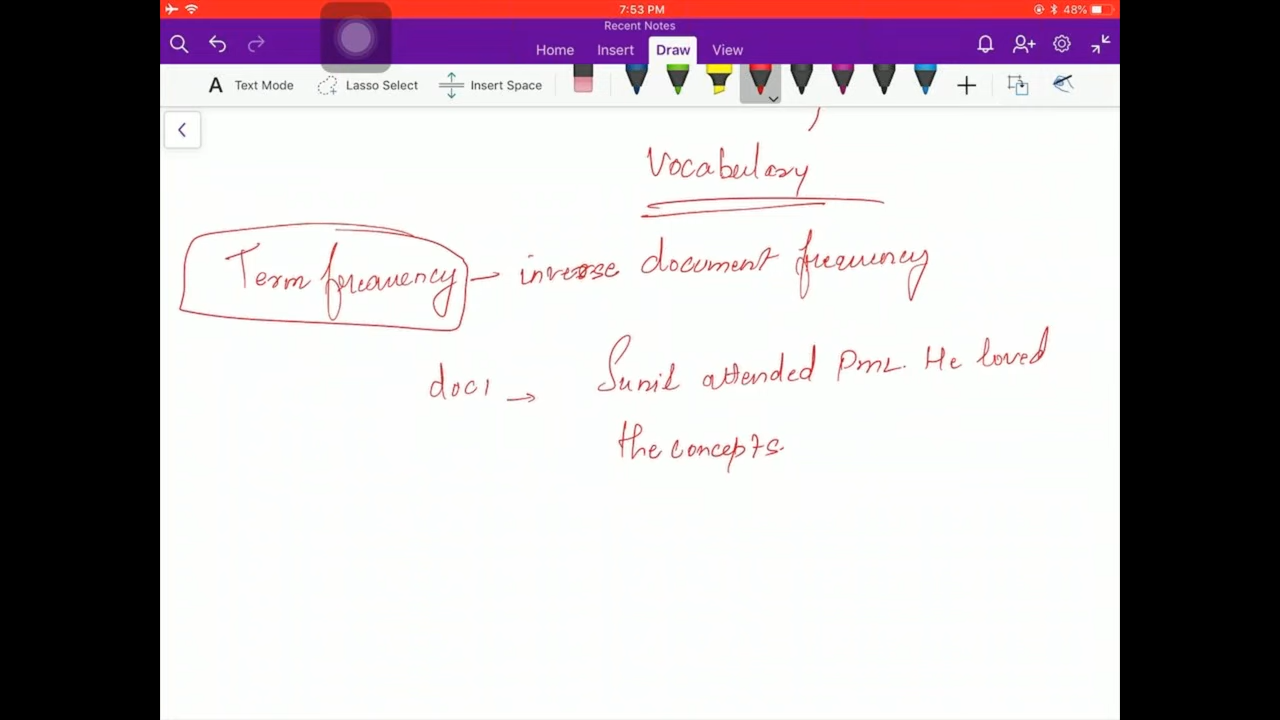 7:53 PM
48%
Recent Notes
Home Insert Draw View
A Text Mode Lasso Select Insert Space
Vocabulary
Term frequency - inverse document frequency
doc1 → Sunil attended PML. He loved
the concepts.